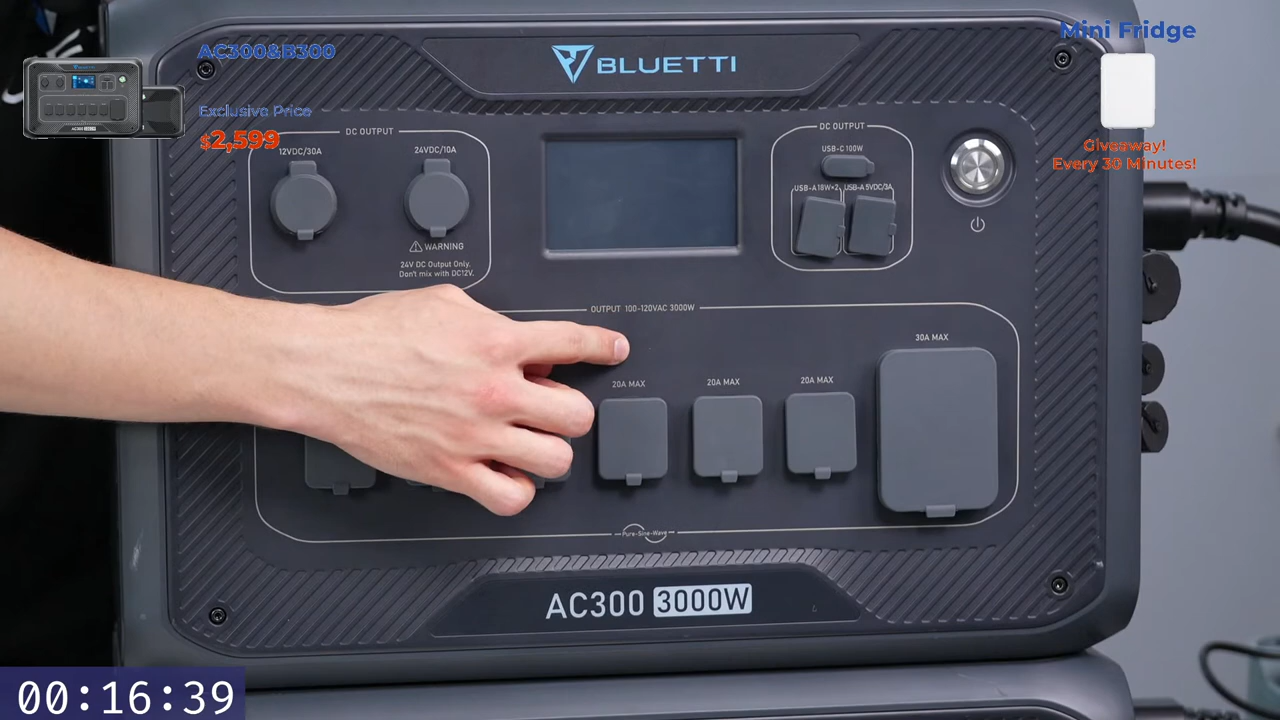 AC300&B300
Exclusive Price
$2,599
Mini Fridge
Giveaway!
Every 30 Minutes!
BLUETTI
DC OUTPUT
12VDC/30A
24VDC/10A
WARNING
24V DC Output Only.
Don't mix with DC12V.
DC OUTPUT
USB-C 100W
USB-A 18W×2
USB-A 5VDC/3A
OUTPUT 100-120VAC 3000W
20A MAX
20A MAX
20A MAX
30A MAX
Pure-Sine-Wave
AC300 3000W
00:16:39